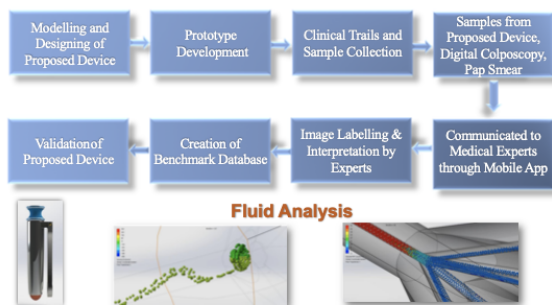 Modelling and
Designing of
Proposed Device
Prototype
Development
Clinical Trails and
Sample Collection
Samples from
Proposed Device,
Digital Colposcopy,
Pap Smear
Validation of
Proposed Device
Creation of
Benchmark Database
Image Labelling &
Interpretation by
Experts
Communicated to
Medical Experts
through Mobile App
Fluid Analysis